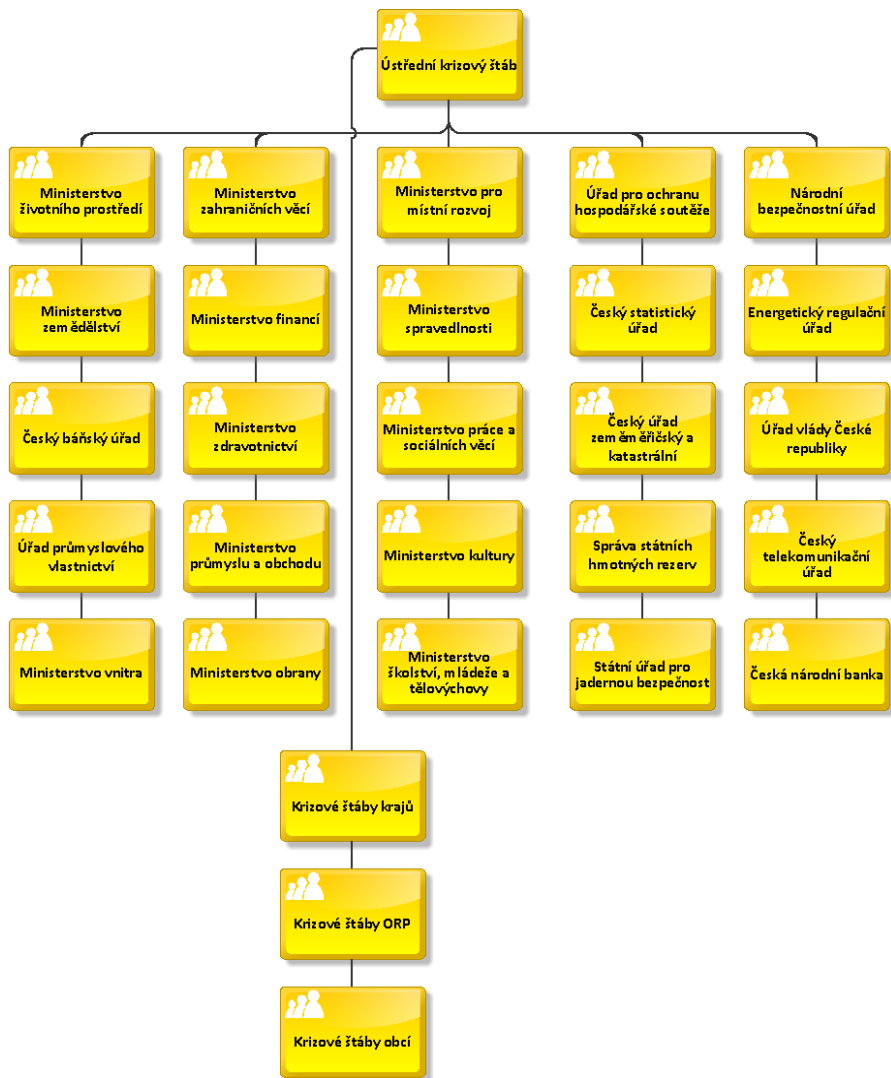 Ústřední krizový štáb
Ministerstvo
životního prostředí
Ministerstvo
zahraničních věcí
Ministerstvo pro
místní rozvoj
Úřad pro ochranu
hospodářské soutěže
Národní
bezpečnostní úřad
Ministerstvo
zemědělství
Ministerstvo financí
Ministerstvo
spravedlnosti
Český statistický
úřad
Energetický regulační
úřad
Český báňský úřad
Ministerstvo
zdravotnictví
Ministerstvo práce a
sociálních věcí
Český úřad
zeměměřičský a
katastrální
Úřad vlády České
republiky
Úřad průmyslového
vlastnictví
Ministerstvo
průmyslu a obchodu
Ministerstvo kultury
Správa státních
hmotných rezerv
Český
telekomunikační
úřad
Ministerstvo vnitra
Ministerstvo obrany
Ministerstvo
školství, mládeže a
tělovýchovy
Státní úřad pro
jadernou bezpečnost
Česká národní banka
Krizové štáby krajů
Krizové štáby ORP
Krizové štáby obcí